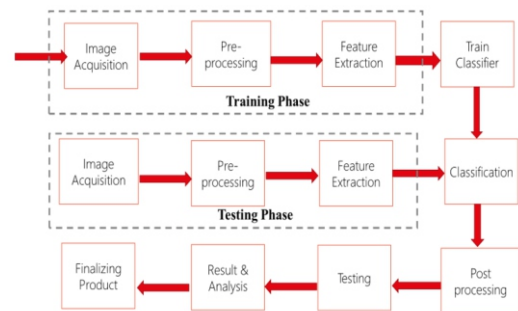 Image
Acquisition
Pre-
processing
Feature
Extraction
Train
Classifier
Training Phase
Image
Acquisition
Pre-
processing
Feature
Extraction
Classification
Testing Phase
Finalizing
Product
Result &
Analysis
Testing
Post
processing